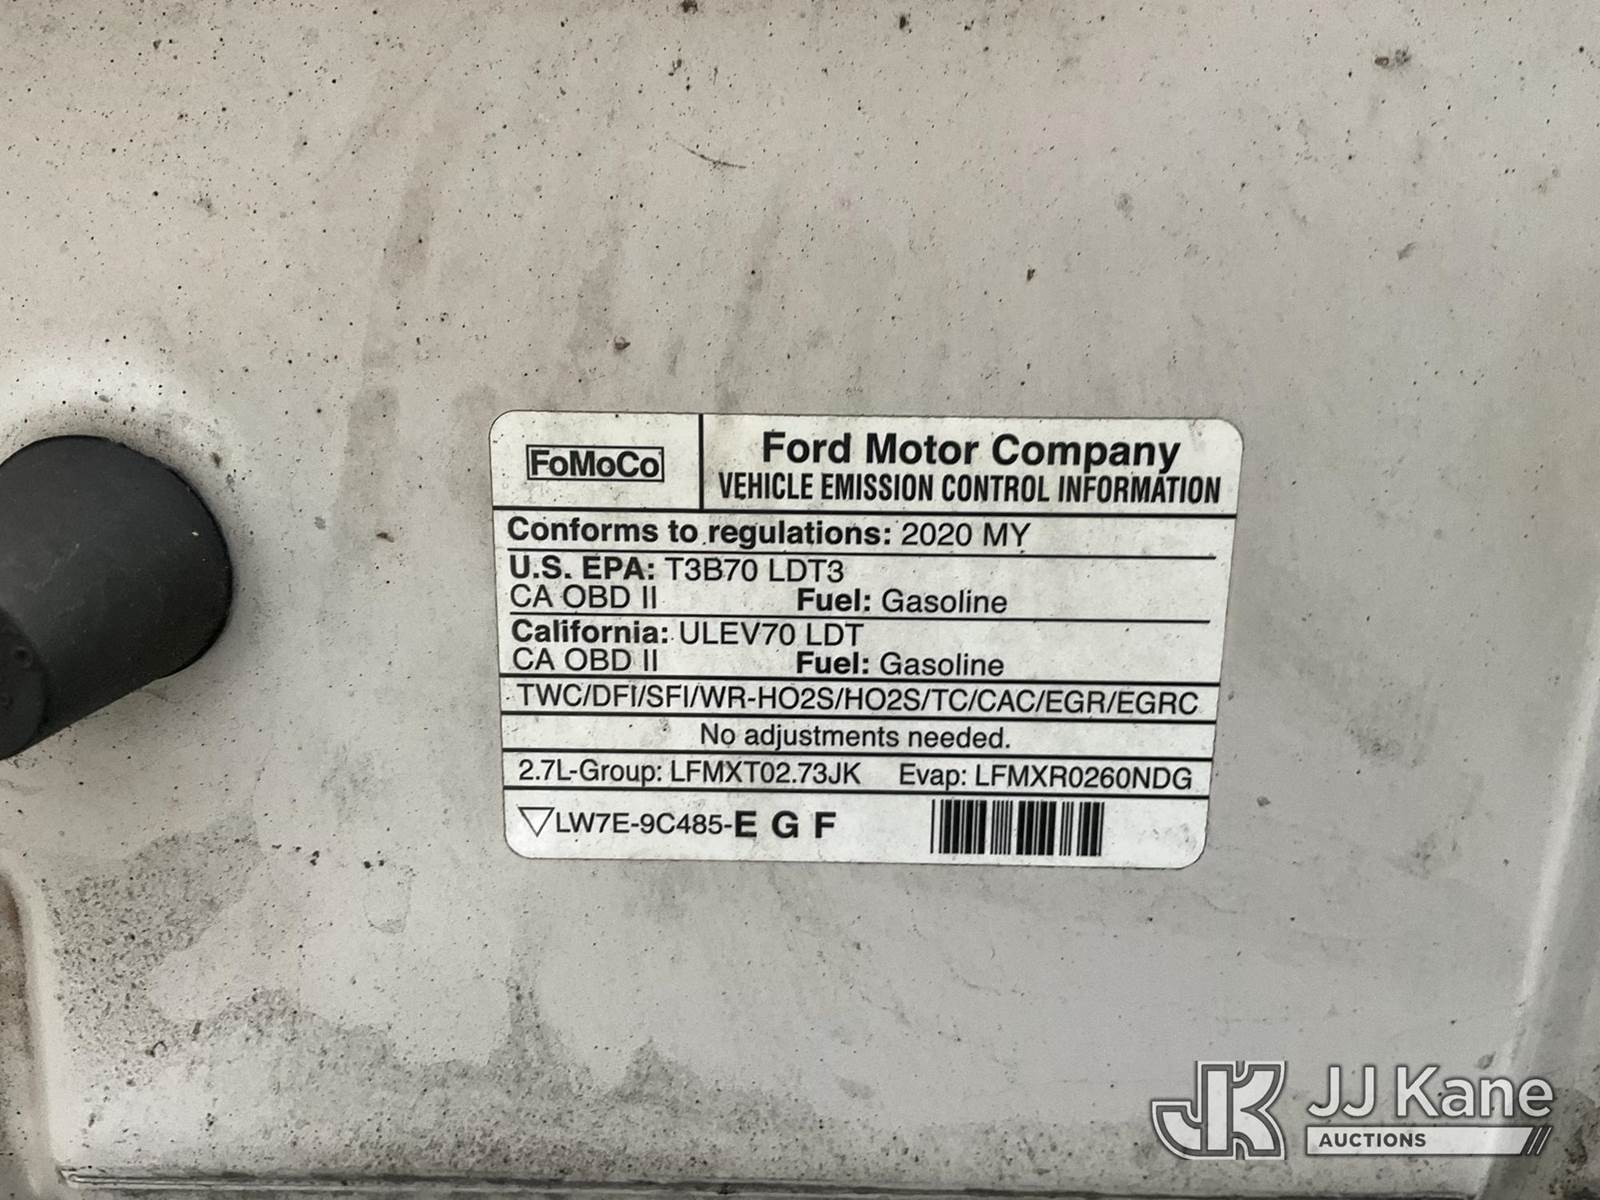 FoMoCo
Ford Motor Company
VEHICLE EMISSION CONTROL INFORMATION
Conforms to regulations: 2020 MY
U.S. EPA: T3B70 LDT3
CA OBD II Fuel: Gasoline
California: ULEV70 LDT
CA OBD II Fuel: Gasoline
TWC/DFI/SFI/WR-HO2S/HO2S/TC/CAC/EGR/EGRC
No adjustments needed.
2.7L-Group: LFMXT02.73JK Evap: LFMXR0260NDG
LW7E-9C485-E G F
JK JJ Kane
AUCTIONS